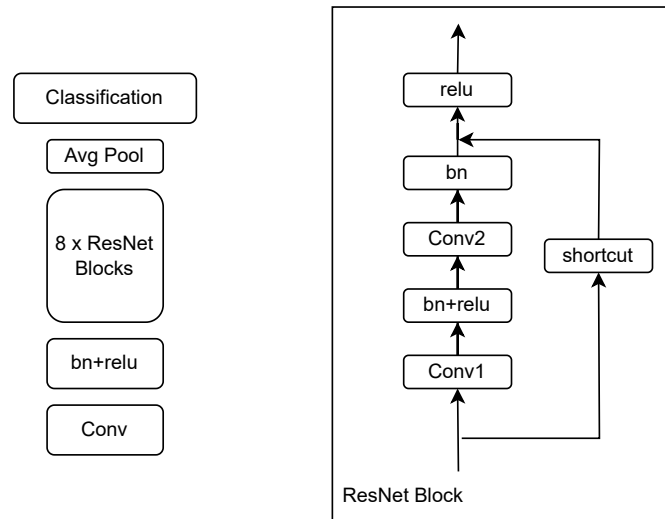 Classification
Avg Pool
8 x ResNet
Blocks
bn+relu
Conv
relu
bn
Conv2
shortcut
bn+relu
Conv1
ResNet Block